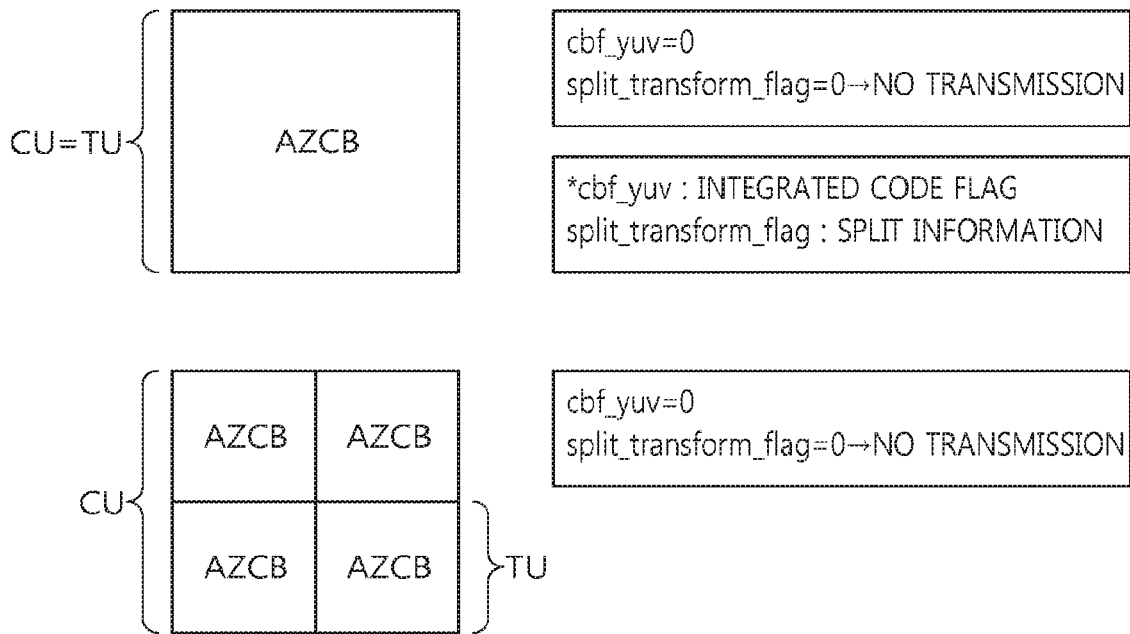 CU=TU
AZCB
cbf_yuv=0
split_transform_flag=0→NO TRANSMISSION
*cbf_yuv : INTEGRATED CODE FLAG
split_transform_flag : SPLIT INFORMATION
CU
AZCB AZCB
AZCB AZCB
TU
cbf_yuv=0
split_transform_flag=0→NO TRANSMISSION